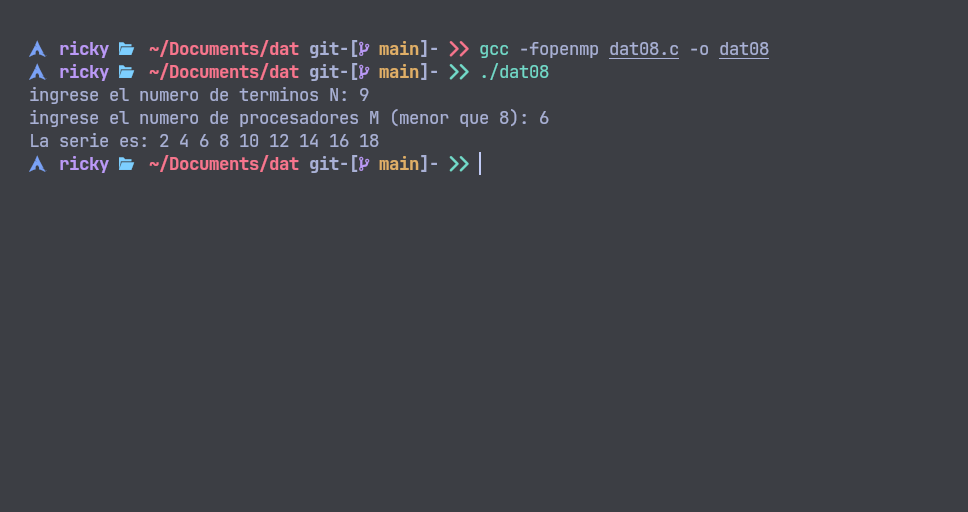 ricky ~/Documents/dat git-[ main]- >> gcc -fopenmp dat08.c -o dat08
ricky ~/Documents/dat git-[ main]- >> ./dat08
ingrese el numero de terminos N: 9
ingrese el numero de procesadores M (menor que 8): 6
La serie es: 2 4 6 8 10 12 14 16 18
ricky ~/Documents/dat git-[ main]- >>